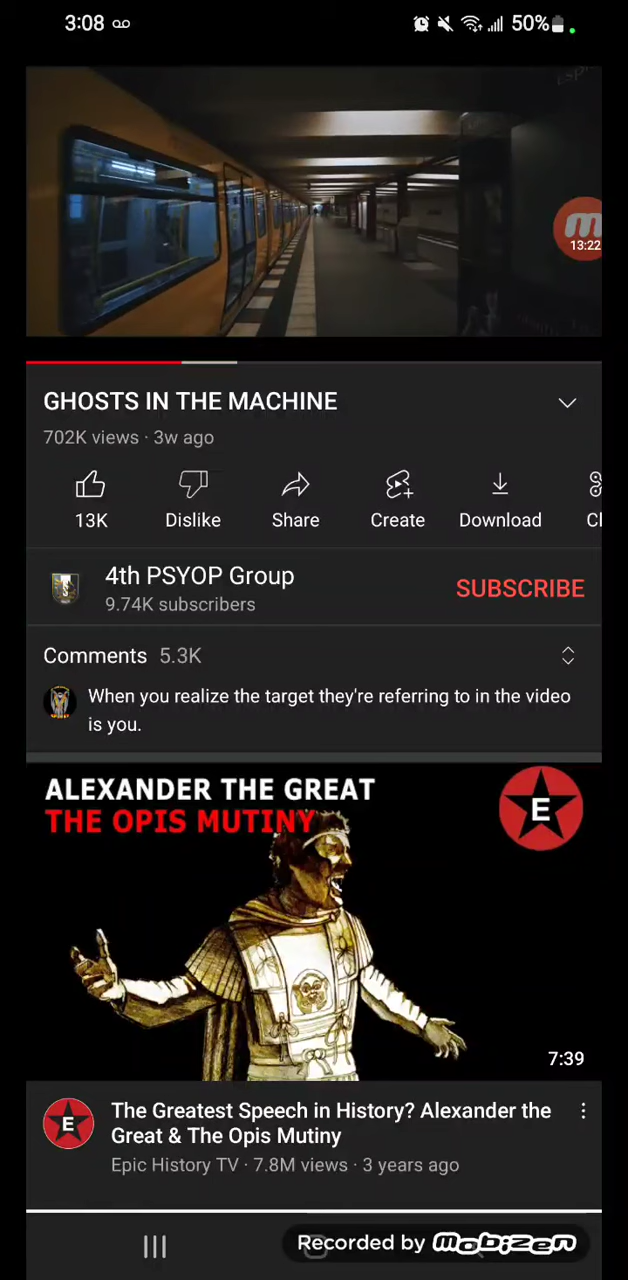 3:08
50%
13:22
GHOSTS IN THE MACHINE
702K views · 3w ago
13K
Dislike
Share
Create
Download
Cl
4th PSYOP Group
9.74K subscribers
SUBSCRIBE
Comments 5.3K
When you realize the target they're referring to in the video
is you.
ALEXANDER THE GREAT
THE OPIS MUTINY
E
7:39
E
The Greatest Speech in History? Alexander the
Great & The Opis Mutiny
Epic History TV · 7.8M views · 3 years ago
Recorded by Mobizen